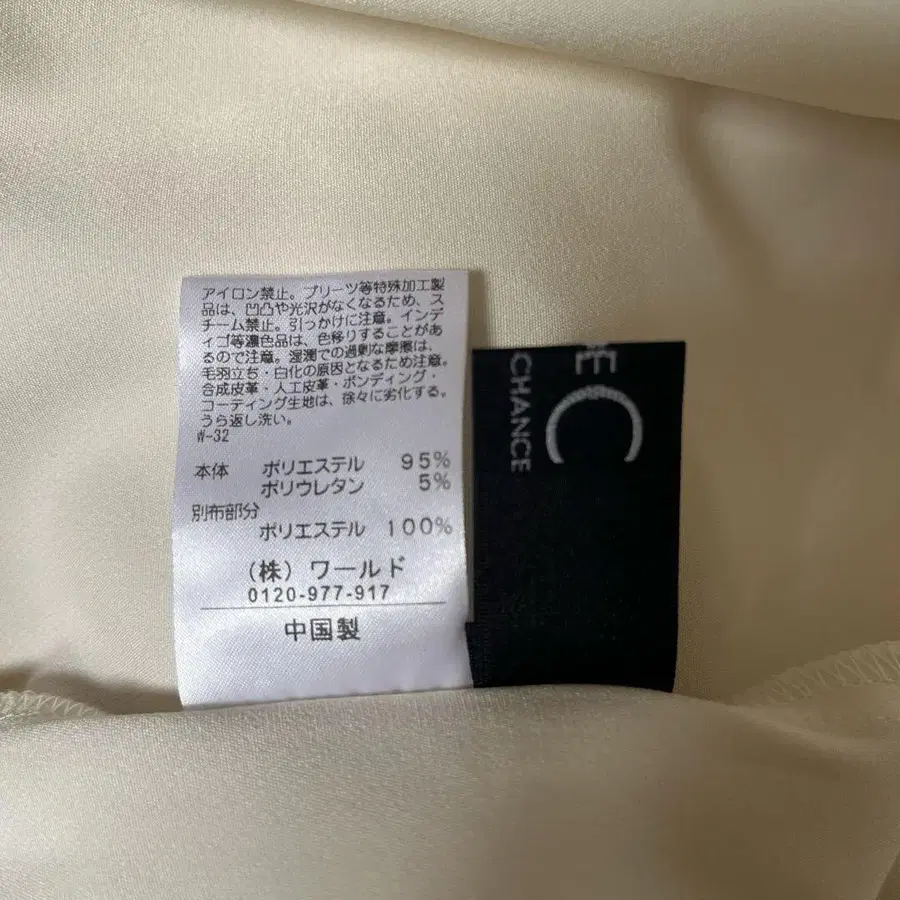 アイロン禁止。プリーツ等特殊加工製
品は、凹凸や光沢がなくなるため、ス
チーム禁止。引っかけに注意。インデ
ィゴ等濃色品は、色移りすることがあ
るので注意。湿潤での過剰な摩擦は、
毛羽立ち・白化の原因となるため注意。
合成皮革・人工皮革・ボンディング・
コーティング生地は、徐々に劣化する。
うら返し洗い。
W-32
本体 ポリエステル 95%
ポリウレタン 5%
別布部分
ポリエステル 100%
(株) ワールド
0120-977-917
中国製
C
CHANCE